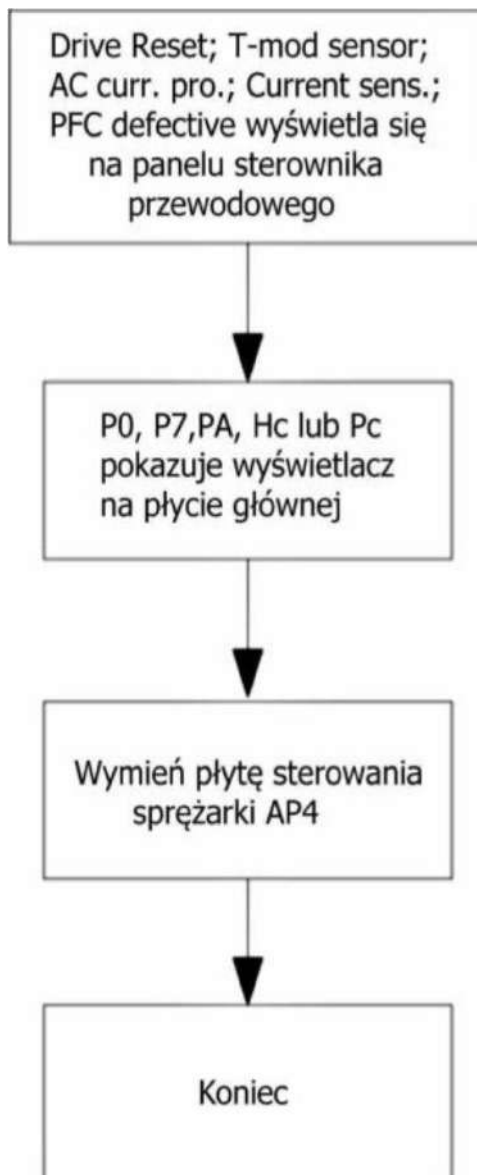 Drive Reset; T-mod sensor;
AC curr. pro.; Current sens.;
PFC defective wyświetla się
na panelu sterownika
przewodowego
P0, P7,PA, Hc lub Pc
pokazuje wyświetlacz
na płycie głównej
Wymień płytę sterowania
sprężarki AP4
Koniec